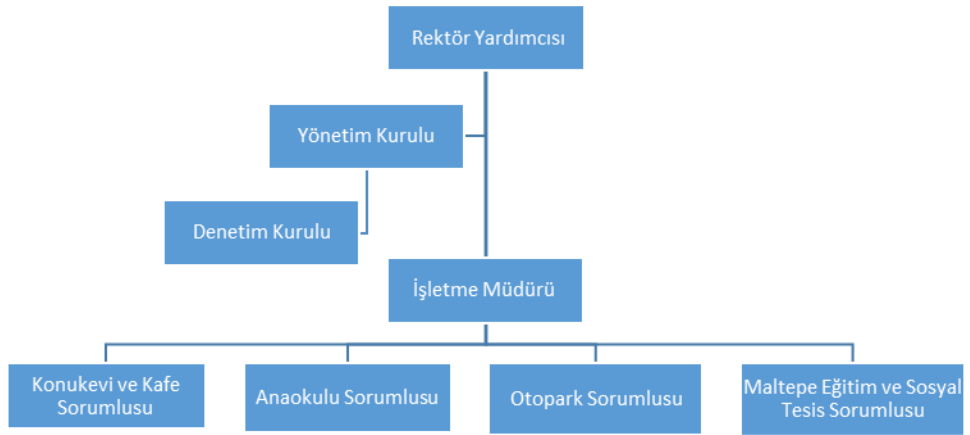 Rektör Yardımcısı
Yönetim Kurulu
Denetim Kurulu
İşletme Müdürü
Konukevi ve Kafe
Sorumlusu
Anaokulu Sorumlusu
Otopark Sorumlusu
Maltepe Eğitim ve Sosyal
Tesis Sorumlusu